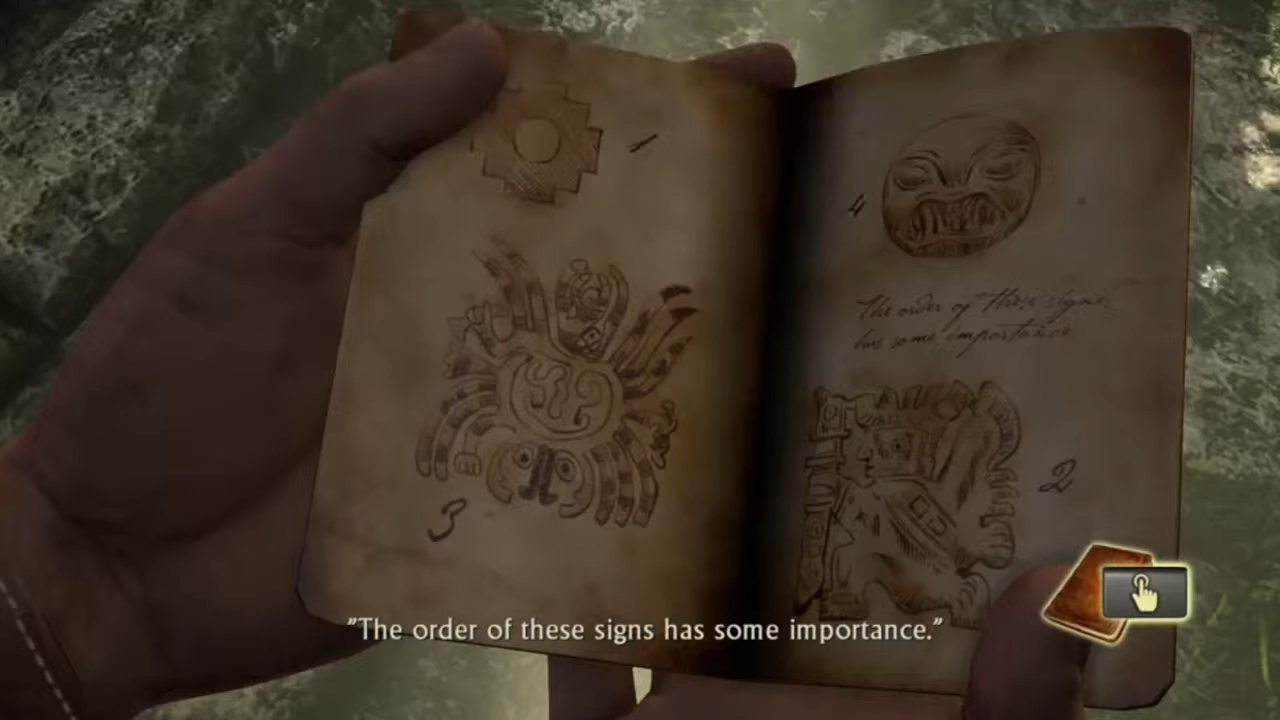 1
4
The order of these signs
has some importance
3
2
"The order of these signs has some importance."